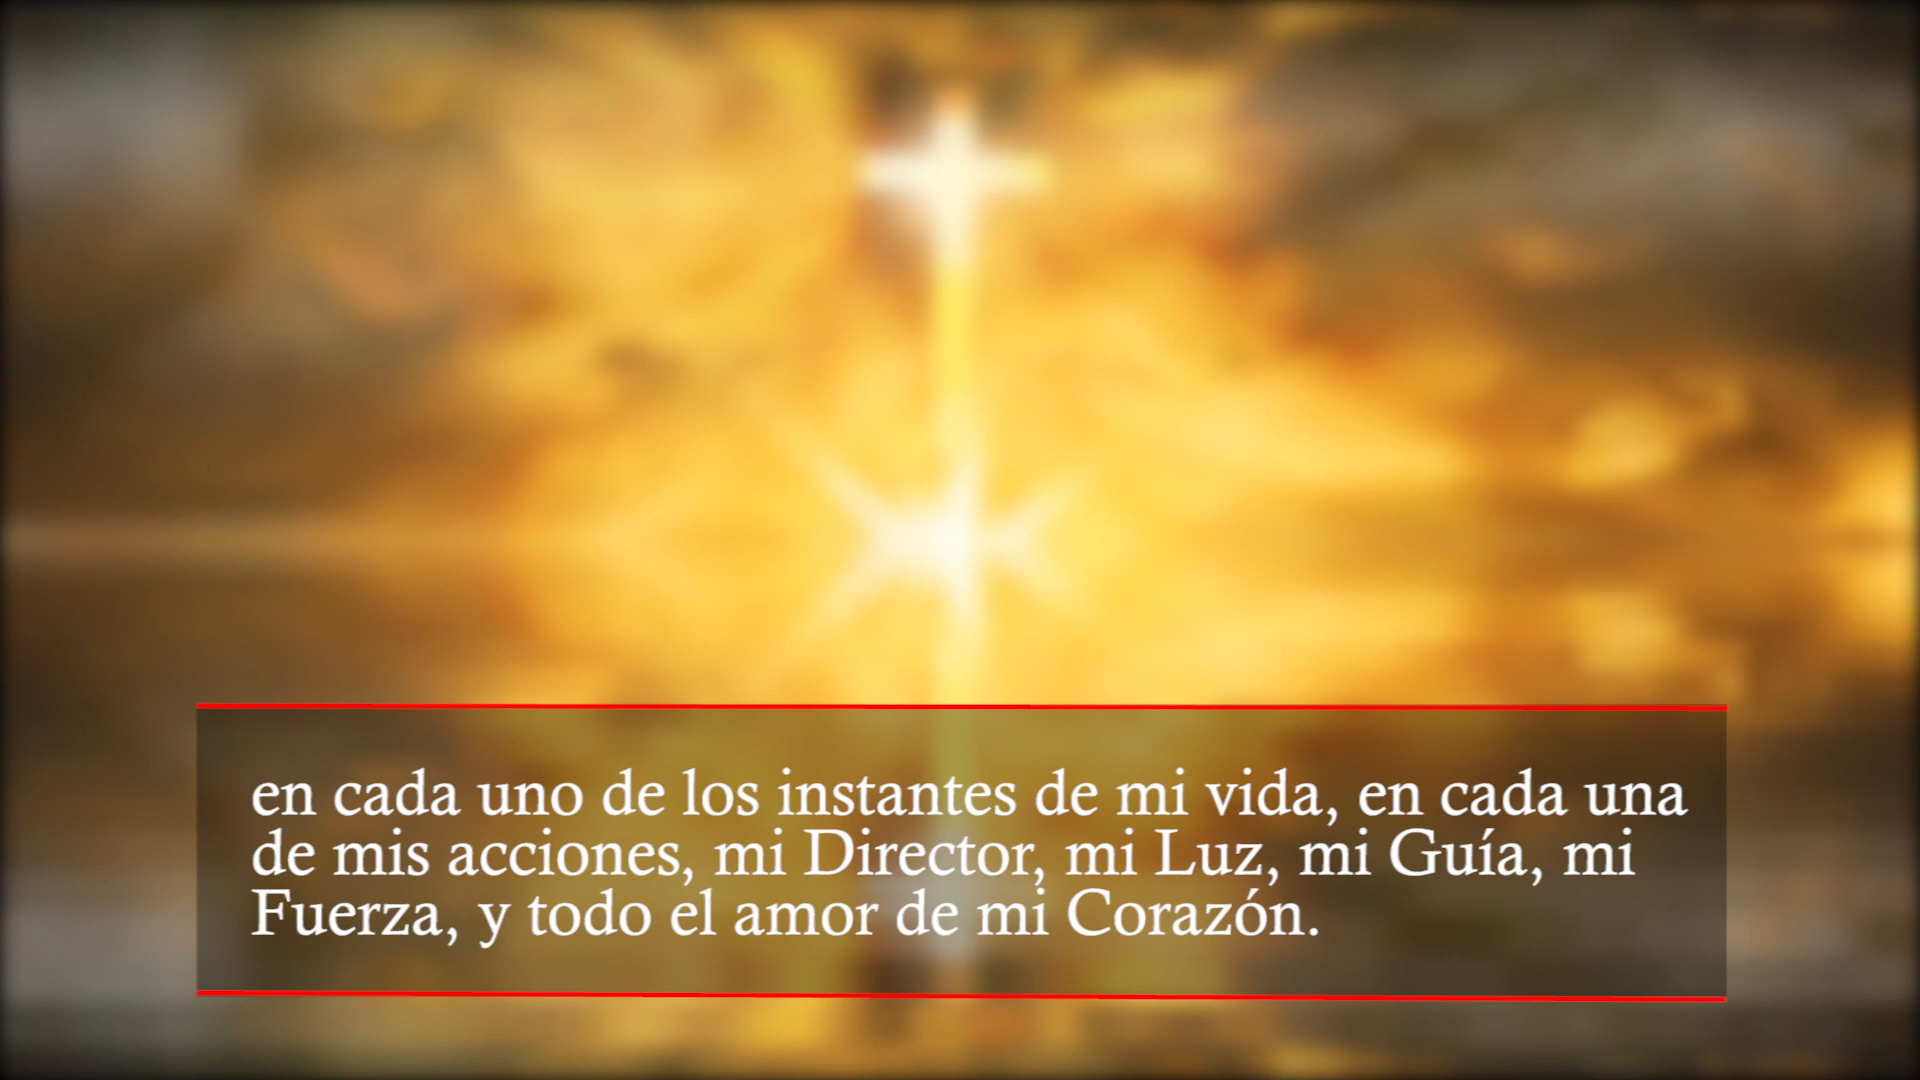 en cada uno de los instantes de mi vida, en cada una
de mis acciones, mi Director, mi Luz, mi Guía, mi
Fuerza, y todo el amor de mi Corazón.